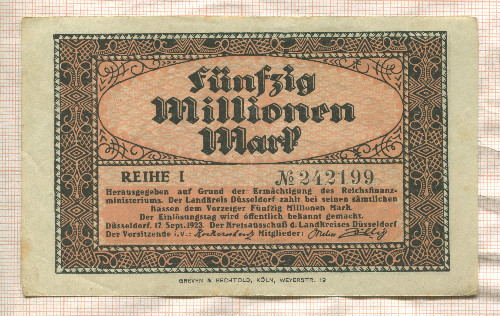 Fünfzig
Millionen
Mark
REIHE I № 242199
Herausgegeben auf Grund der Ermächtigung des Reichsfinanz-
ministeriums. Der Landkreis Düsseldorf zahlt bei seinen sämtlichen
Kassen dem Vorzeiger Fünfzig Millionen Mark.
Der Einlösungstag wird öffentlich bekannt gemacht.
Düsseldorf, 17. Sept. 1923. Der Kreisausschuß d. Landkreises Düsseldorf
Der Vorsitzende i.v.: Mitglieder:
GREVEN & BECHTOLD, KÖLN, WEYERSTR. 19